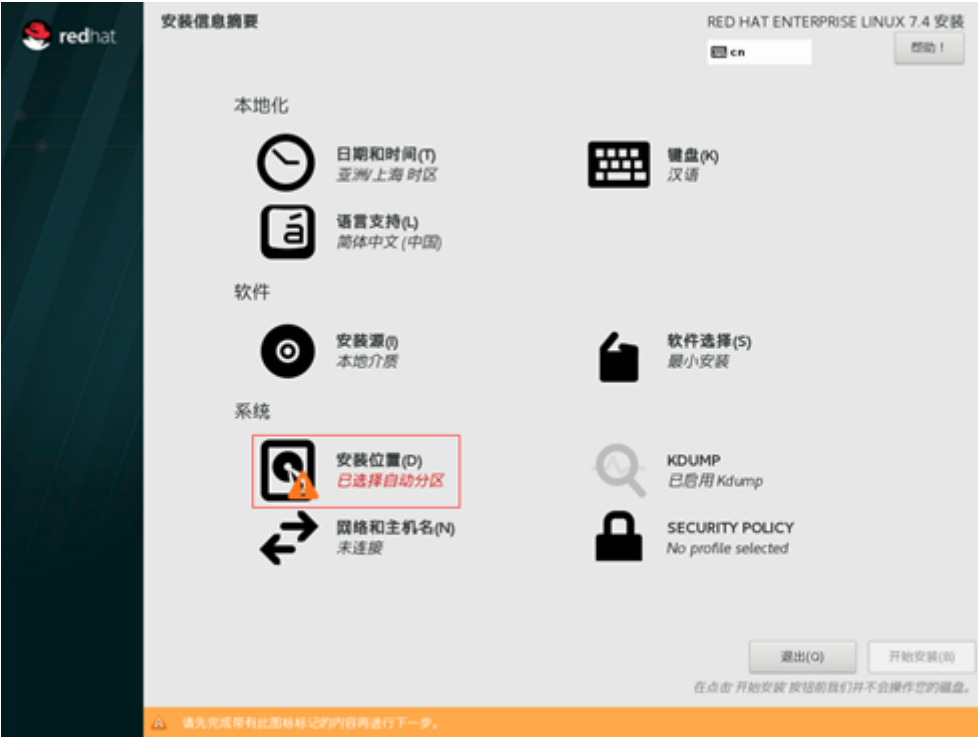 redhat
安装信息摘要
RED HAT ENTERPRISE LINUX 7.4 安装
cn
帮助！
本地化
日期和时间(T)
亚洲/上海 时区
键盘(K)
汉语
语言支持(L)
简体中文 (中国)
软件
安装源(I)
本地介质
软件选择(S)
最小安装
系统
安装位置(D)
已选择自动分区
KDUMP
已启用 Kdump
网络和主机名(N)
未连接
SECURITY POLICY
No profile selected
退出(Q)
开始安装(B)
在点击'开始安装'按钮前我们并不会操作您的磁盘。
请先完成带有此图标标记的内容再进行下一步。